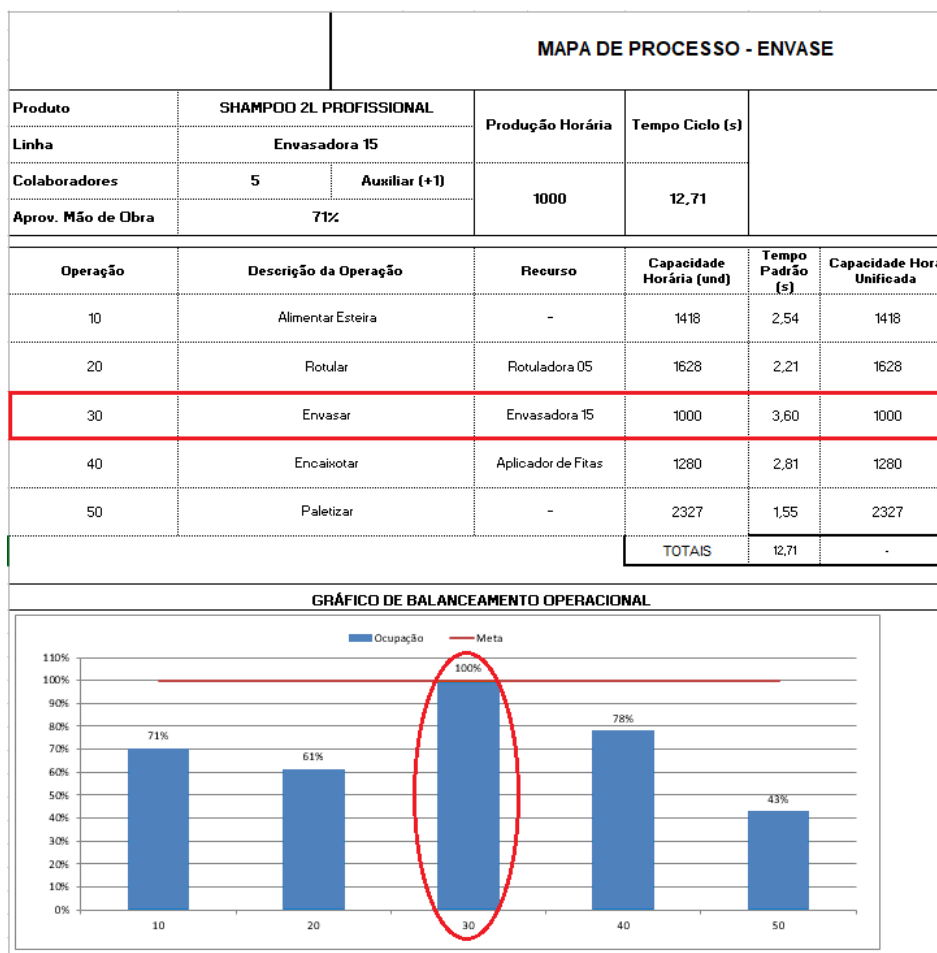 MAPA DE PROCESSO - ENVASE
Produto SHAMPOO 2L PROFISSIONAL Produção Horária Tempo Ciclo (s)
Linha Envasadora 15
Colaboradores 5 Auxiliar (+1) 1000 12,71
Aprov. Mão de Obra 71%
Operação Descrição da Operação Recurso Capacidade Horária (und) Tempo Padrão (s) Capacidade Horá Unificada
10 Alimentar Esteira - 1418 2,54 1418
20 Rotular Rotuladora 05 1628 2,21 1628
30 Envasar Envasadora 15 1000 3,60 1000
40 Encaixotar Aplicador de Fitas 1280 2,81 1280
50 Paletizar - 2327 1,55 2327
TOTAIS 12,71 -
GRÁFICO DE BALANCEAMENTO OPERACIONAL
Ocupação Meta
110%
100%
90%
80%
70%
60%
50%
40%
30%
20%
10%
0%
71%
61%
100%
78%
43%
10 20 30 40 50